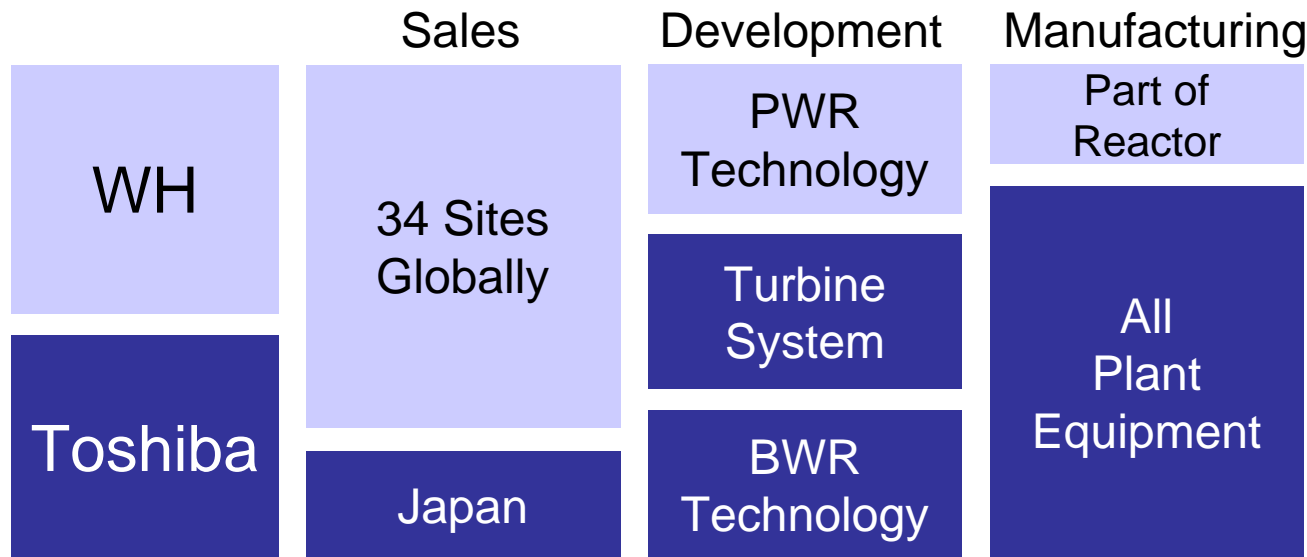 Sales
Development
Manufacturing
WH
34 Sites
Globally
PWR
Technology
Part of
Reactor
Toshiba
Japan
Turbine
System
BWR
Technology
All
Plant
Equipment